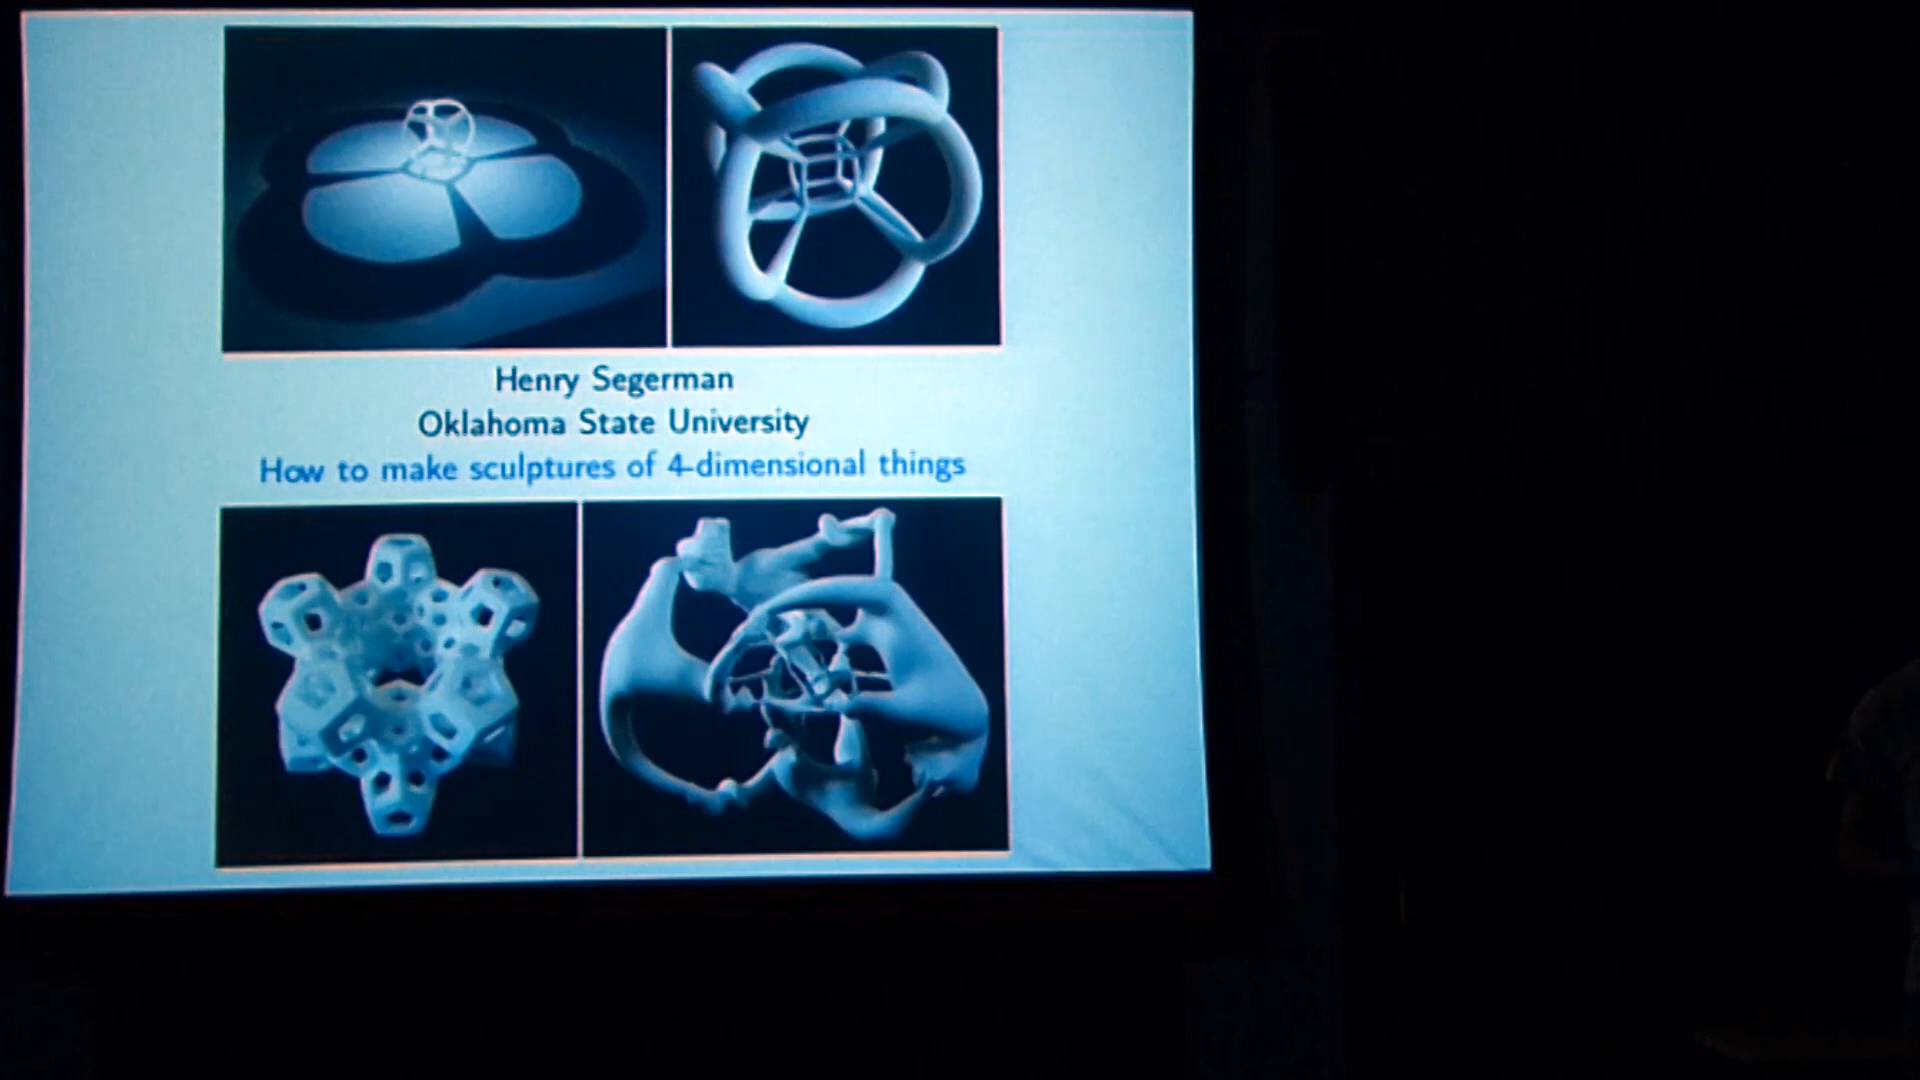 Henry Segerman
Oklahoma State University
How to make sculptures of 4-dimensional things